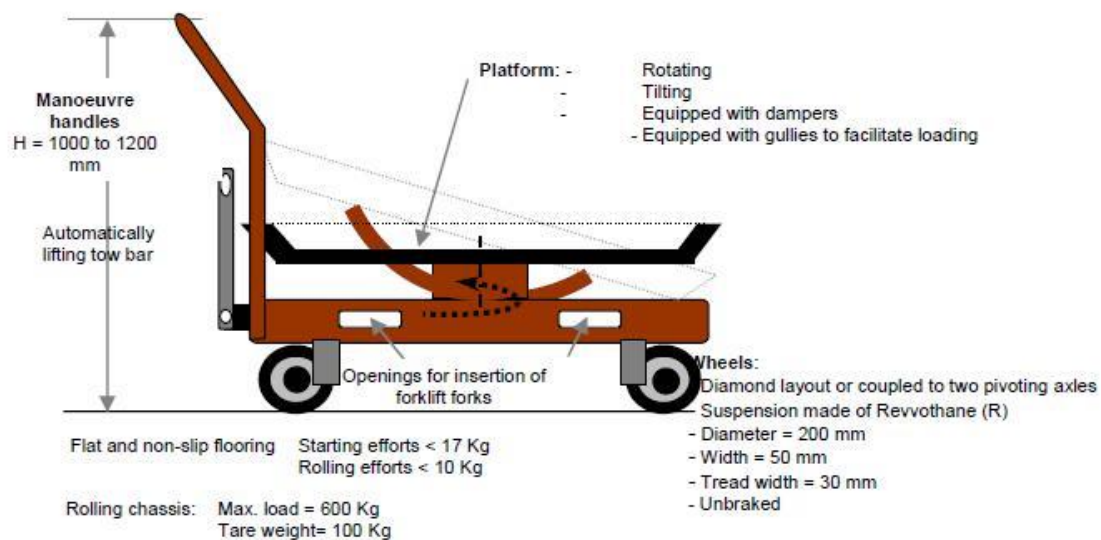 Platform: - Rotating
- Tilting
- Equipped with dampers
- Equipped with gullies to facilitate loading
Manoeuvre
handles
H = 1000 to 1200
mm
Automatically
lifting tow bar
Openings for insertion of
forklift forks
Wheels:
Diamond layout or coupled to two pivoting axles
Suspension made of Revvothane (R)
- Diameter = 200 mm
- Width = 50 mm
- Tread width = 30 mm
- Unbraked
Flat and non-slip flooring Starting efforts < 17 Kg
Rolling efforts < 10 Kg
Rolling chassis: Max. load = 600 Kg
Tare weight= 100 Kg